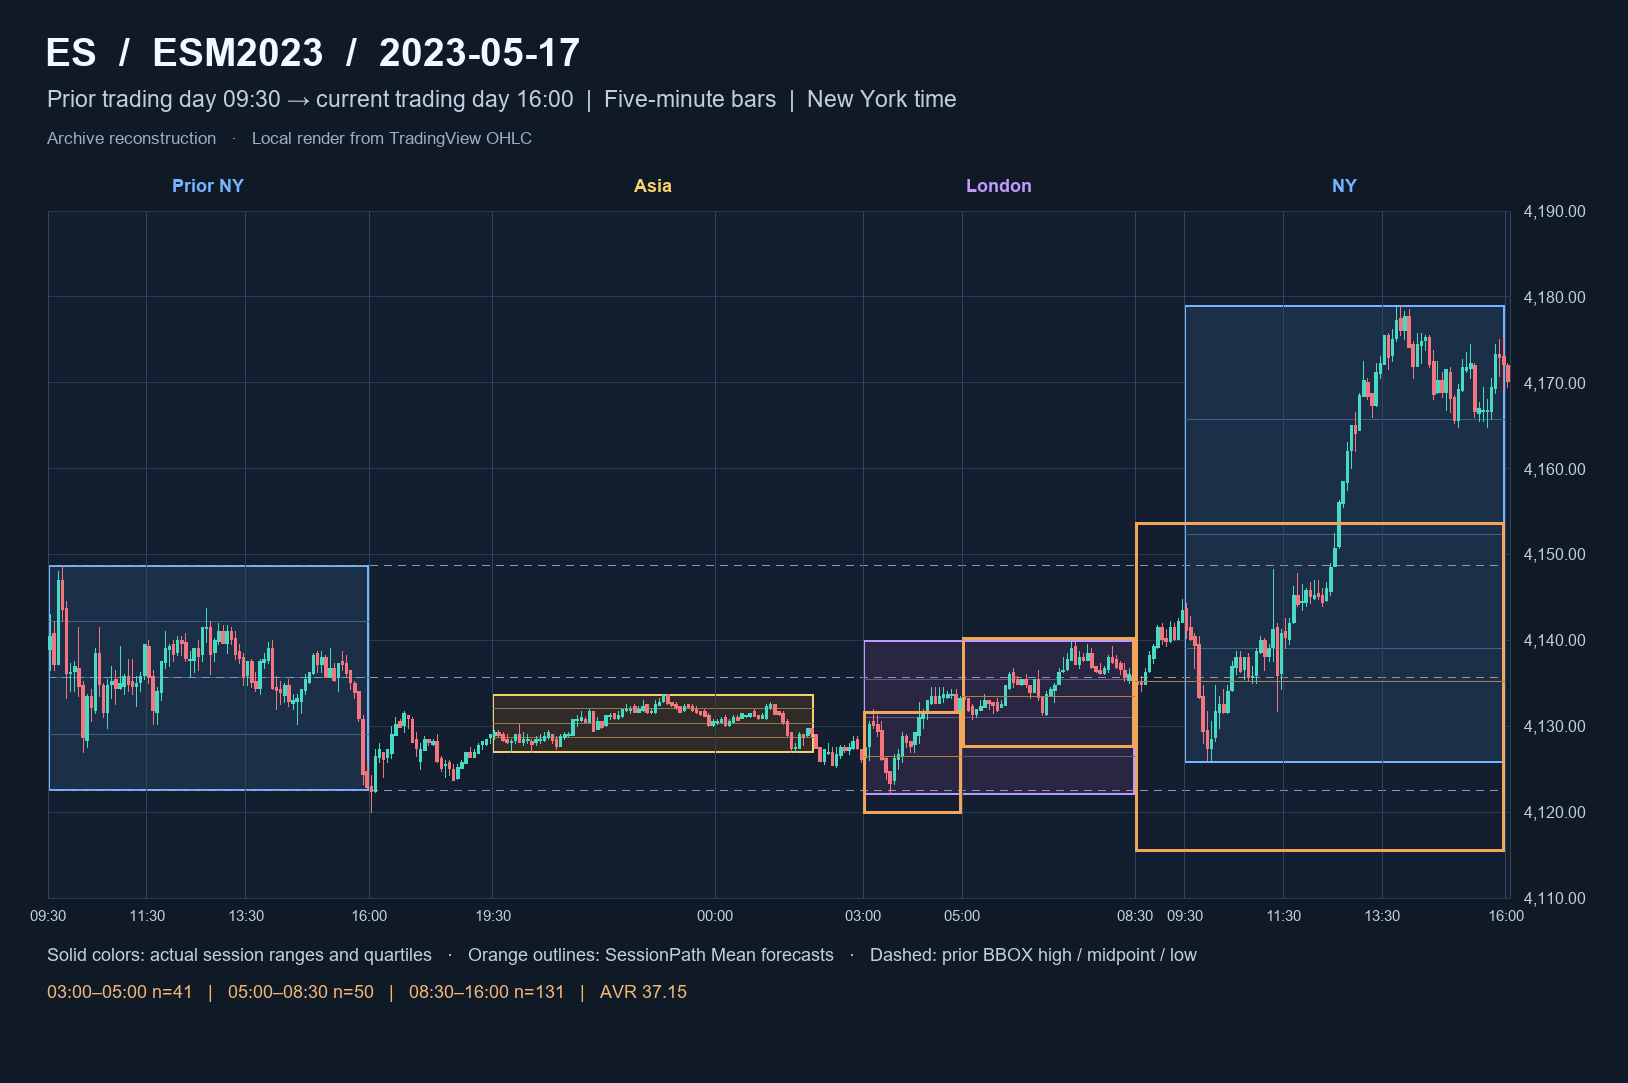 ES / ESM2023 / 2023-05-17
Prior trading day 09:30 → current trading day 16:00 | Five-minute bars | New York time
Archive reconstruction · Local render from TradingView OHLC
Prior NY Asia London NY
4,190.00
4,180.00
4,170.00
4,160.00
4,150.00
4,140.00
4,130.00
4,120.00
4,110.00
09:30 11:30 13:30 16:00 19:30 00:00 03:00 05:00 08:30 09:30 11:30 13:30 16:00
Solid colors: actual session ranges and quartiles · Orange outlines: SessionPath Mean forecasts · Dashed: prior BBOX high / midpoint / low
03:00–05:00 n=41 | 05:00–08:30 n=50 | 08:30–16:00 n=131 | AVR 37.15